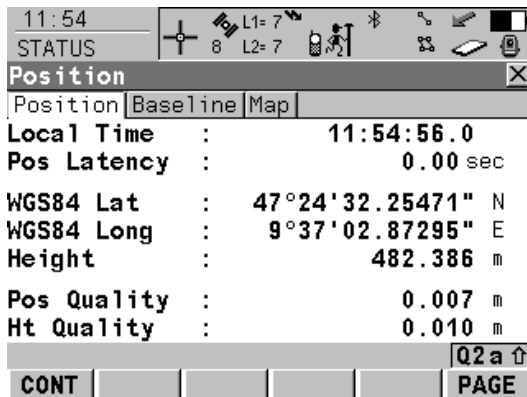 11:54
STATUS
8 L1= 7
L2= 7
Position
Position Baseline Map
Local Time : 11:54:56.0
Pos Latency : 0.00 sec
WGS84 Lat : 47°24'32.25471" N
WGS84 Long : 9°37'02.87295" E
Height : 482.386 m
Pos Quality : 0.007 m
Ht Quality : 0.010 m
Q2 a ⇧
CONT PAGE